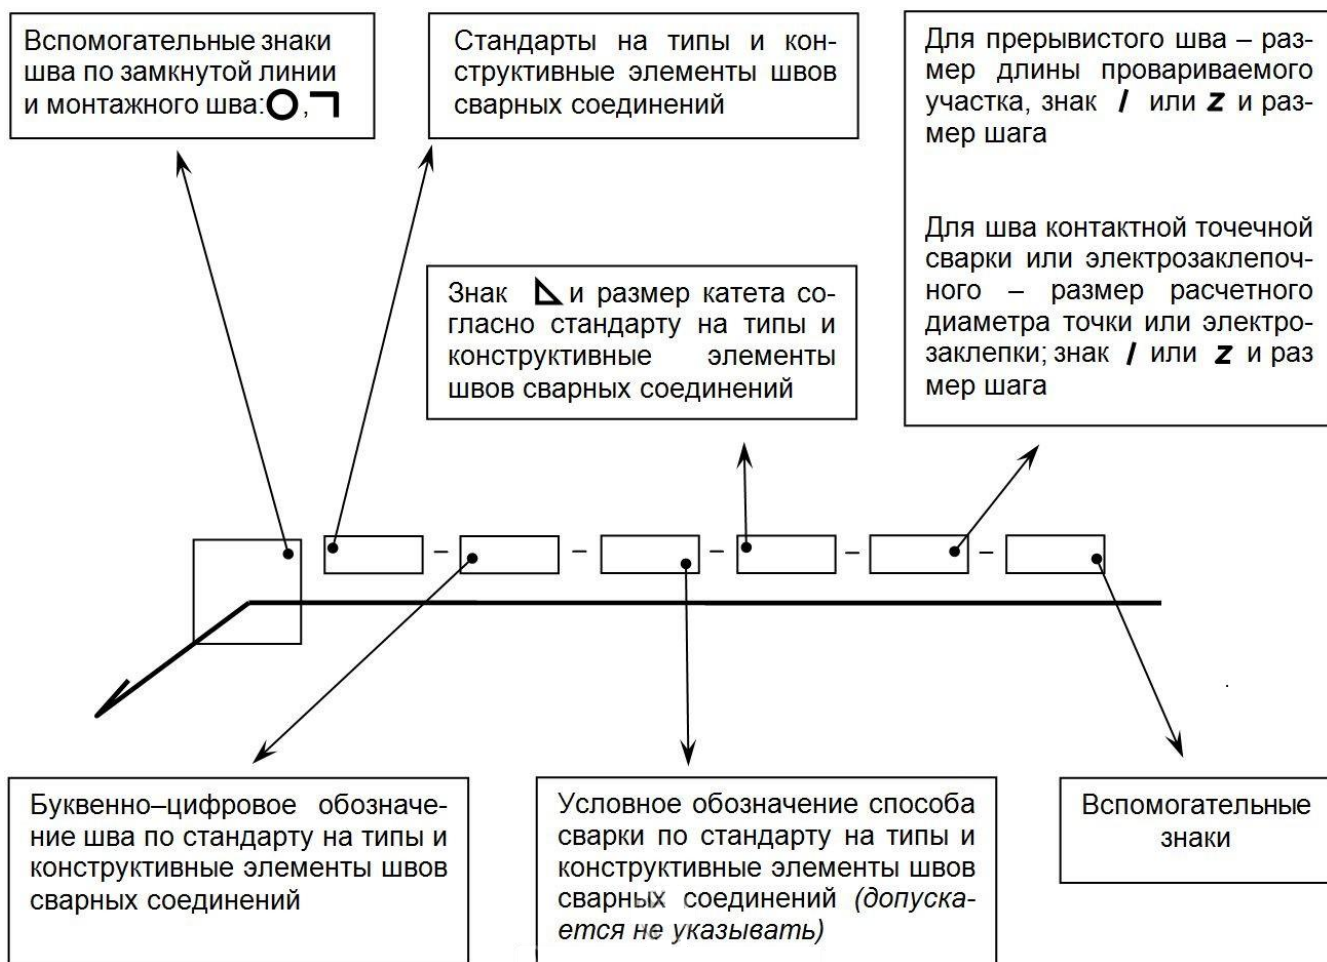 Вспомогательные знаки
шва по замкнутой линии
и монтажного шва: ,
Стандарты на типы и кон-
структивные элементы швов
сварных соединений
Для прерывистого шва – раз-
мер длины провариваемого
участка, знак / или Z и раз-
мер шага
Для шва контактной точечной
сварки или электрозаклепоч-
ного – размер расчетного
диаметра точки или электро-
заклепки; знак / или Z и раз
мер шага
Знак и размер катета со-
гласно стандарту на типы и
конструктивные элементы
швов сварных соединений
– – – – –
Буквенно–цифровое обозначе-
ние шва по стандарту на типы и
конструктивные элементы швов
сварных соединений
Условное обозначение способа
сварки по стандарту на типы и
конструктивные элементы швов
сварных соединений (допуска-
ется не указывать)
Вспомогательные
знаки